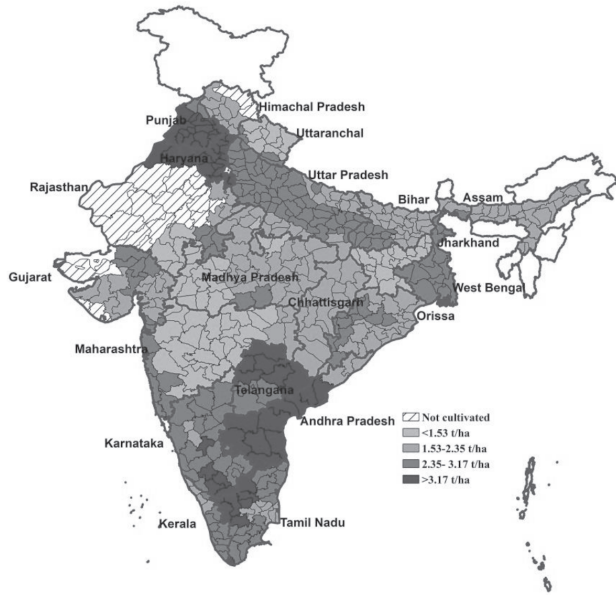 Himachal Pradesh
Punjab
Uttaranchal
Haryana
Uttar Pradesh
Rajasthan
Bihar
Assam
Jharkhand
Gujarat
Madhya Pradesh
Chhattisgarh
West Bengal
Orissa
Maharashtra
Telangana
Andhra Pradesh
Not cultivated
<1.53 t/ha
1.53-2.35 t/ha
2.35- 3.17 t/ha
>3.17 t/ha
Karnataka
Kerala
Tamil Nadu